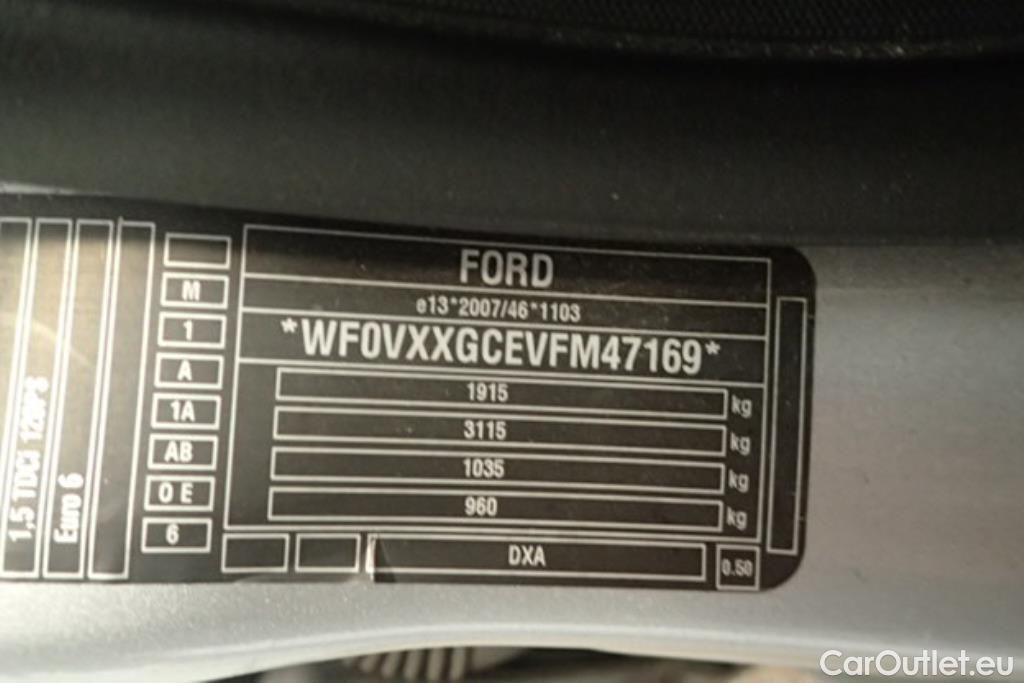 FORD
e13*2007/46*1103
*WF0VXXGCEVFM47169*
1915 kg
3115 kg
1035 kg
960 kg
DXA
0.50
M
1
A
1A
AB
0 E
6
1,5 TDCi 120PS
Euro 6
CarOutlet.eu